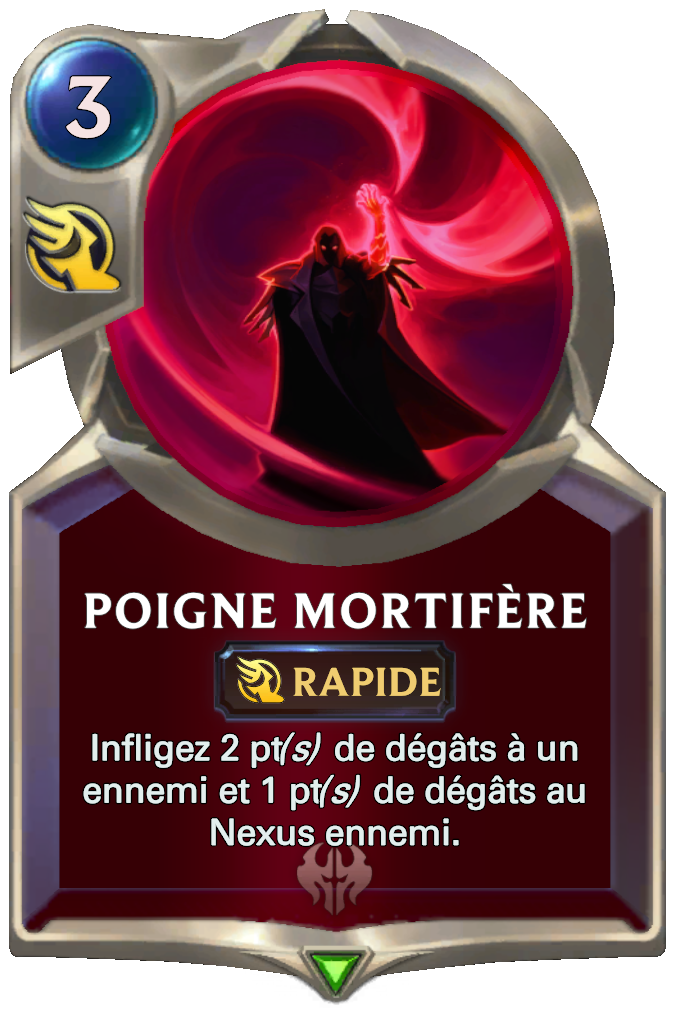 3
POIGNE MORTIFÈRE
RAPIDE
Infligez 2 pt(s) de dégâts à un
ennemi et 1 pt(s) de dégâts au
Nexus ennemi.